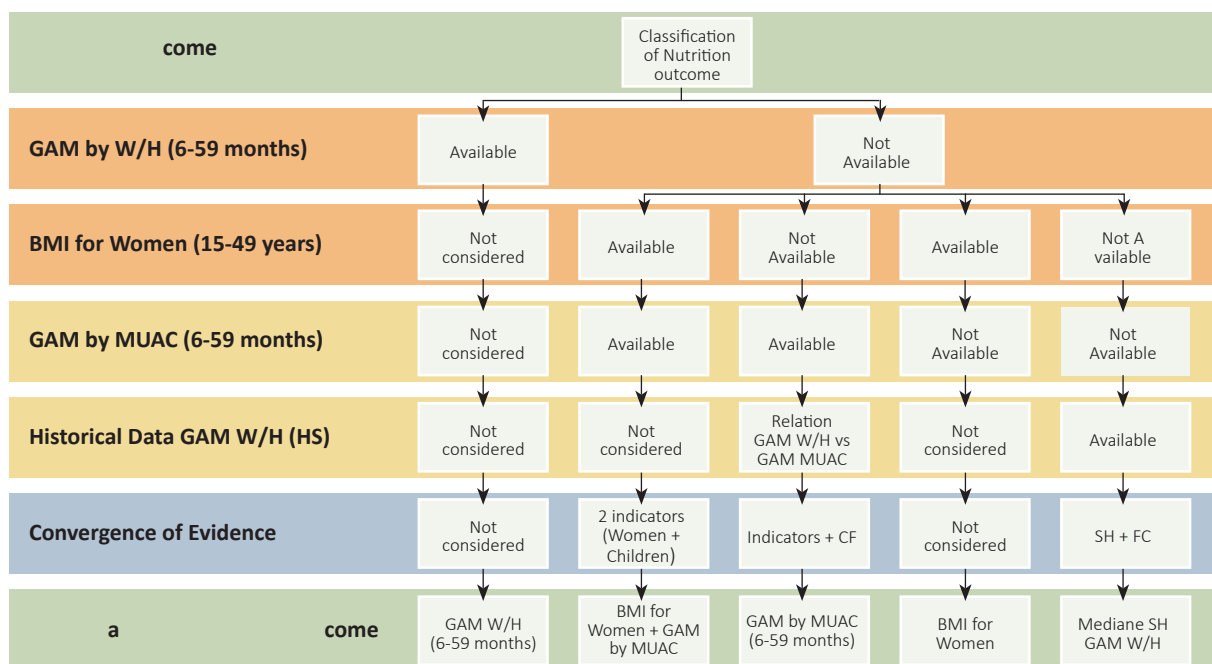 come
Classification
of Nutrition
outcome
GAM by W/H (6-59 months)
Available
Not
Available
BMI for Women (15-49 years)
Not
considered
Available
Not
Available
Available
Not A
vailable
GAM by MUAC (6-59 months)
Not
considered
Available
Available
Not
Available
Not
Available
Historical Data GAM W/H (HS)
Not
considered
Not
considered
Relation
GAM W/H vs
GAM MUAC
Not
considered
Available
Convergence of Evidence
Not
considered
2 indicators
(Women +
Children)
Indicators + CF
Not
considered
SH + FC
a come
GAM W/H
(6-59 months)
BMI for
Women + GAM
by MUAC
GAM by MUAC
(6-59 months)
BMI for
Women
Mediane SH
GAM W/H